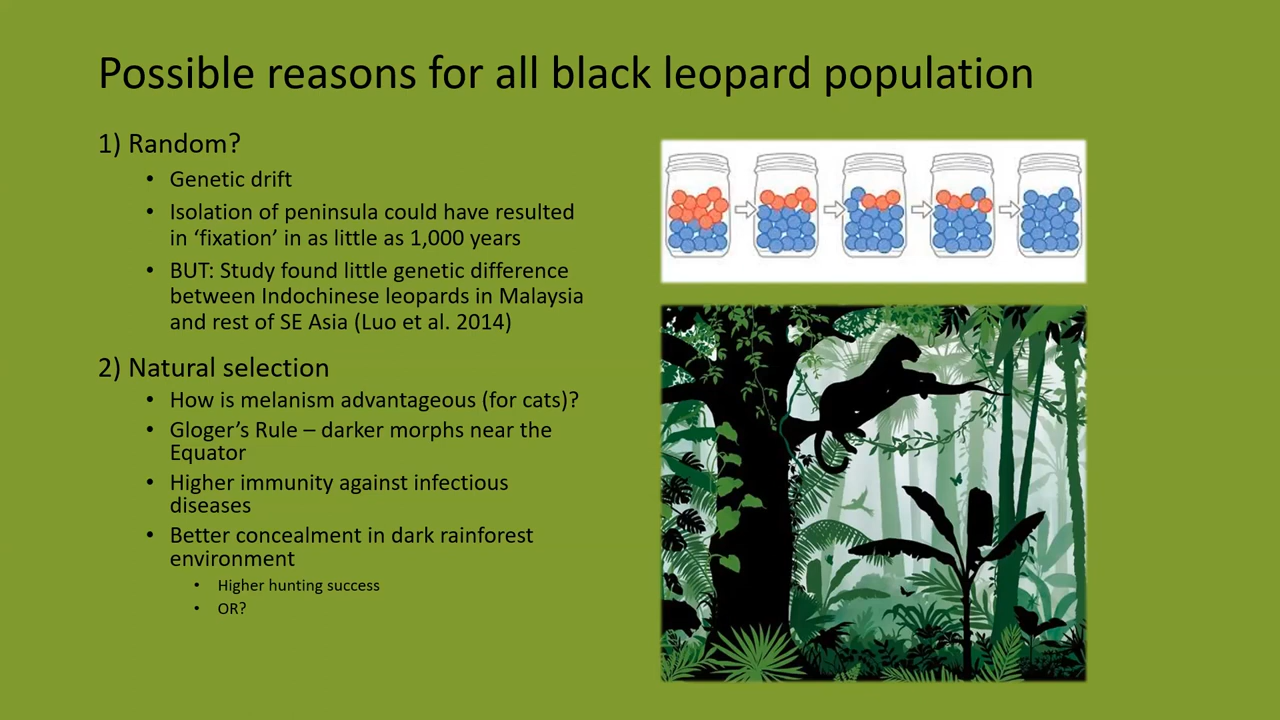 Possible reasons for all black leopard population
1) Random?
• Genetic drift
• Isolation of peninsula could have resulted
in ‘fixation’ in as little as 1,000 years
• BUT: Study found little genetic difference
between Indochinese leopards in Malaysia
and rest of SE Asia (Luo et al. 2014)
2) Natural selection
• How is melanism advantageous (for cats)?
• Gloger’s Rule – darker morphs near the
Equator
• Higher immunity against infectious
diseases
• Better concealment in dark rainforest
environment
• Higher hunting success
• OR?